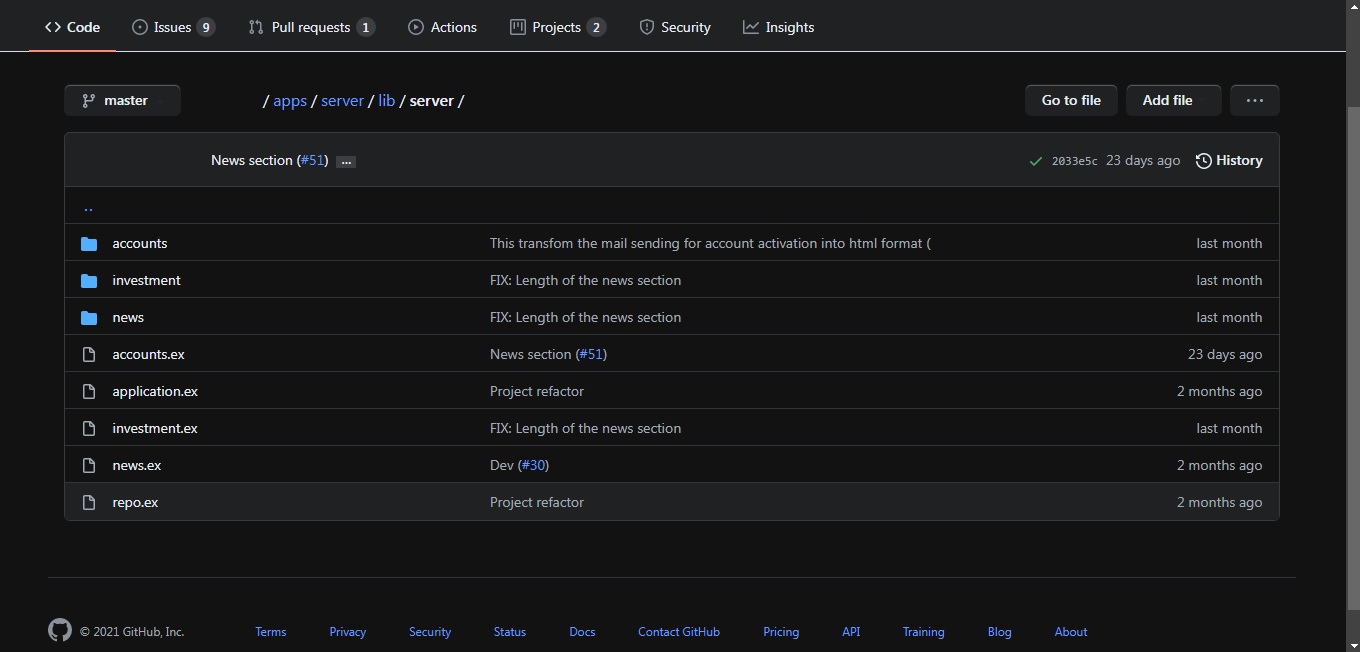 <> Code Issues 9 Pull requests 1 Actions Projects 2 Security Insights
master / apps / server / lib / server / Go to file Add file ...
News section (#51) ... 2033e5c 23 days ago History
..
accounts This transfom the mail sending for account activation into html format ( last month
investment FIX: Length of the news section last month
news FIX: Length of the news section last month
accounts.ex News section (#51) 23 days ago
application.ex Project refactor 2 months ago
investment.ex FIX: Length of the news section last month
news.ex Dev (#30) 2 months ago
repo.ex Project refactor 2 months ago
© 2021 GitHub, Inc. Terms Privacy Security Status Docs Contact GitHub Pricing API Training Blog About